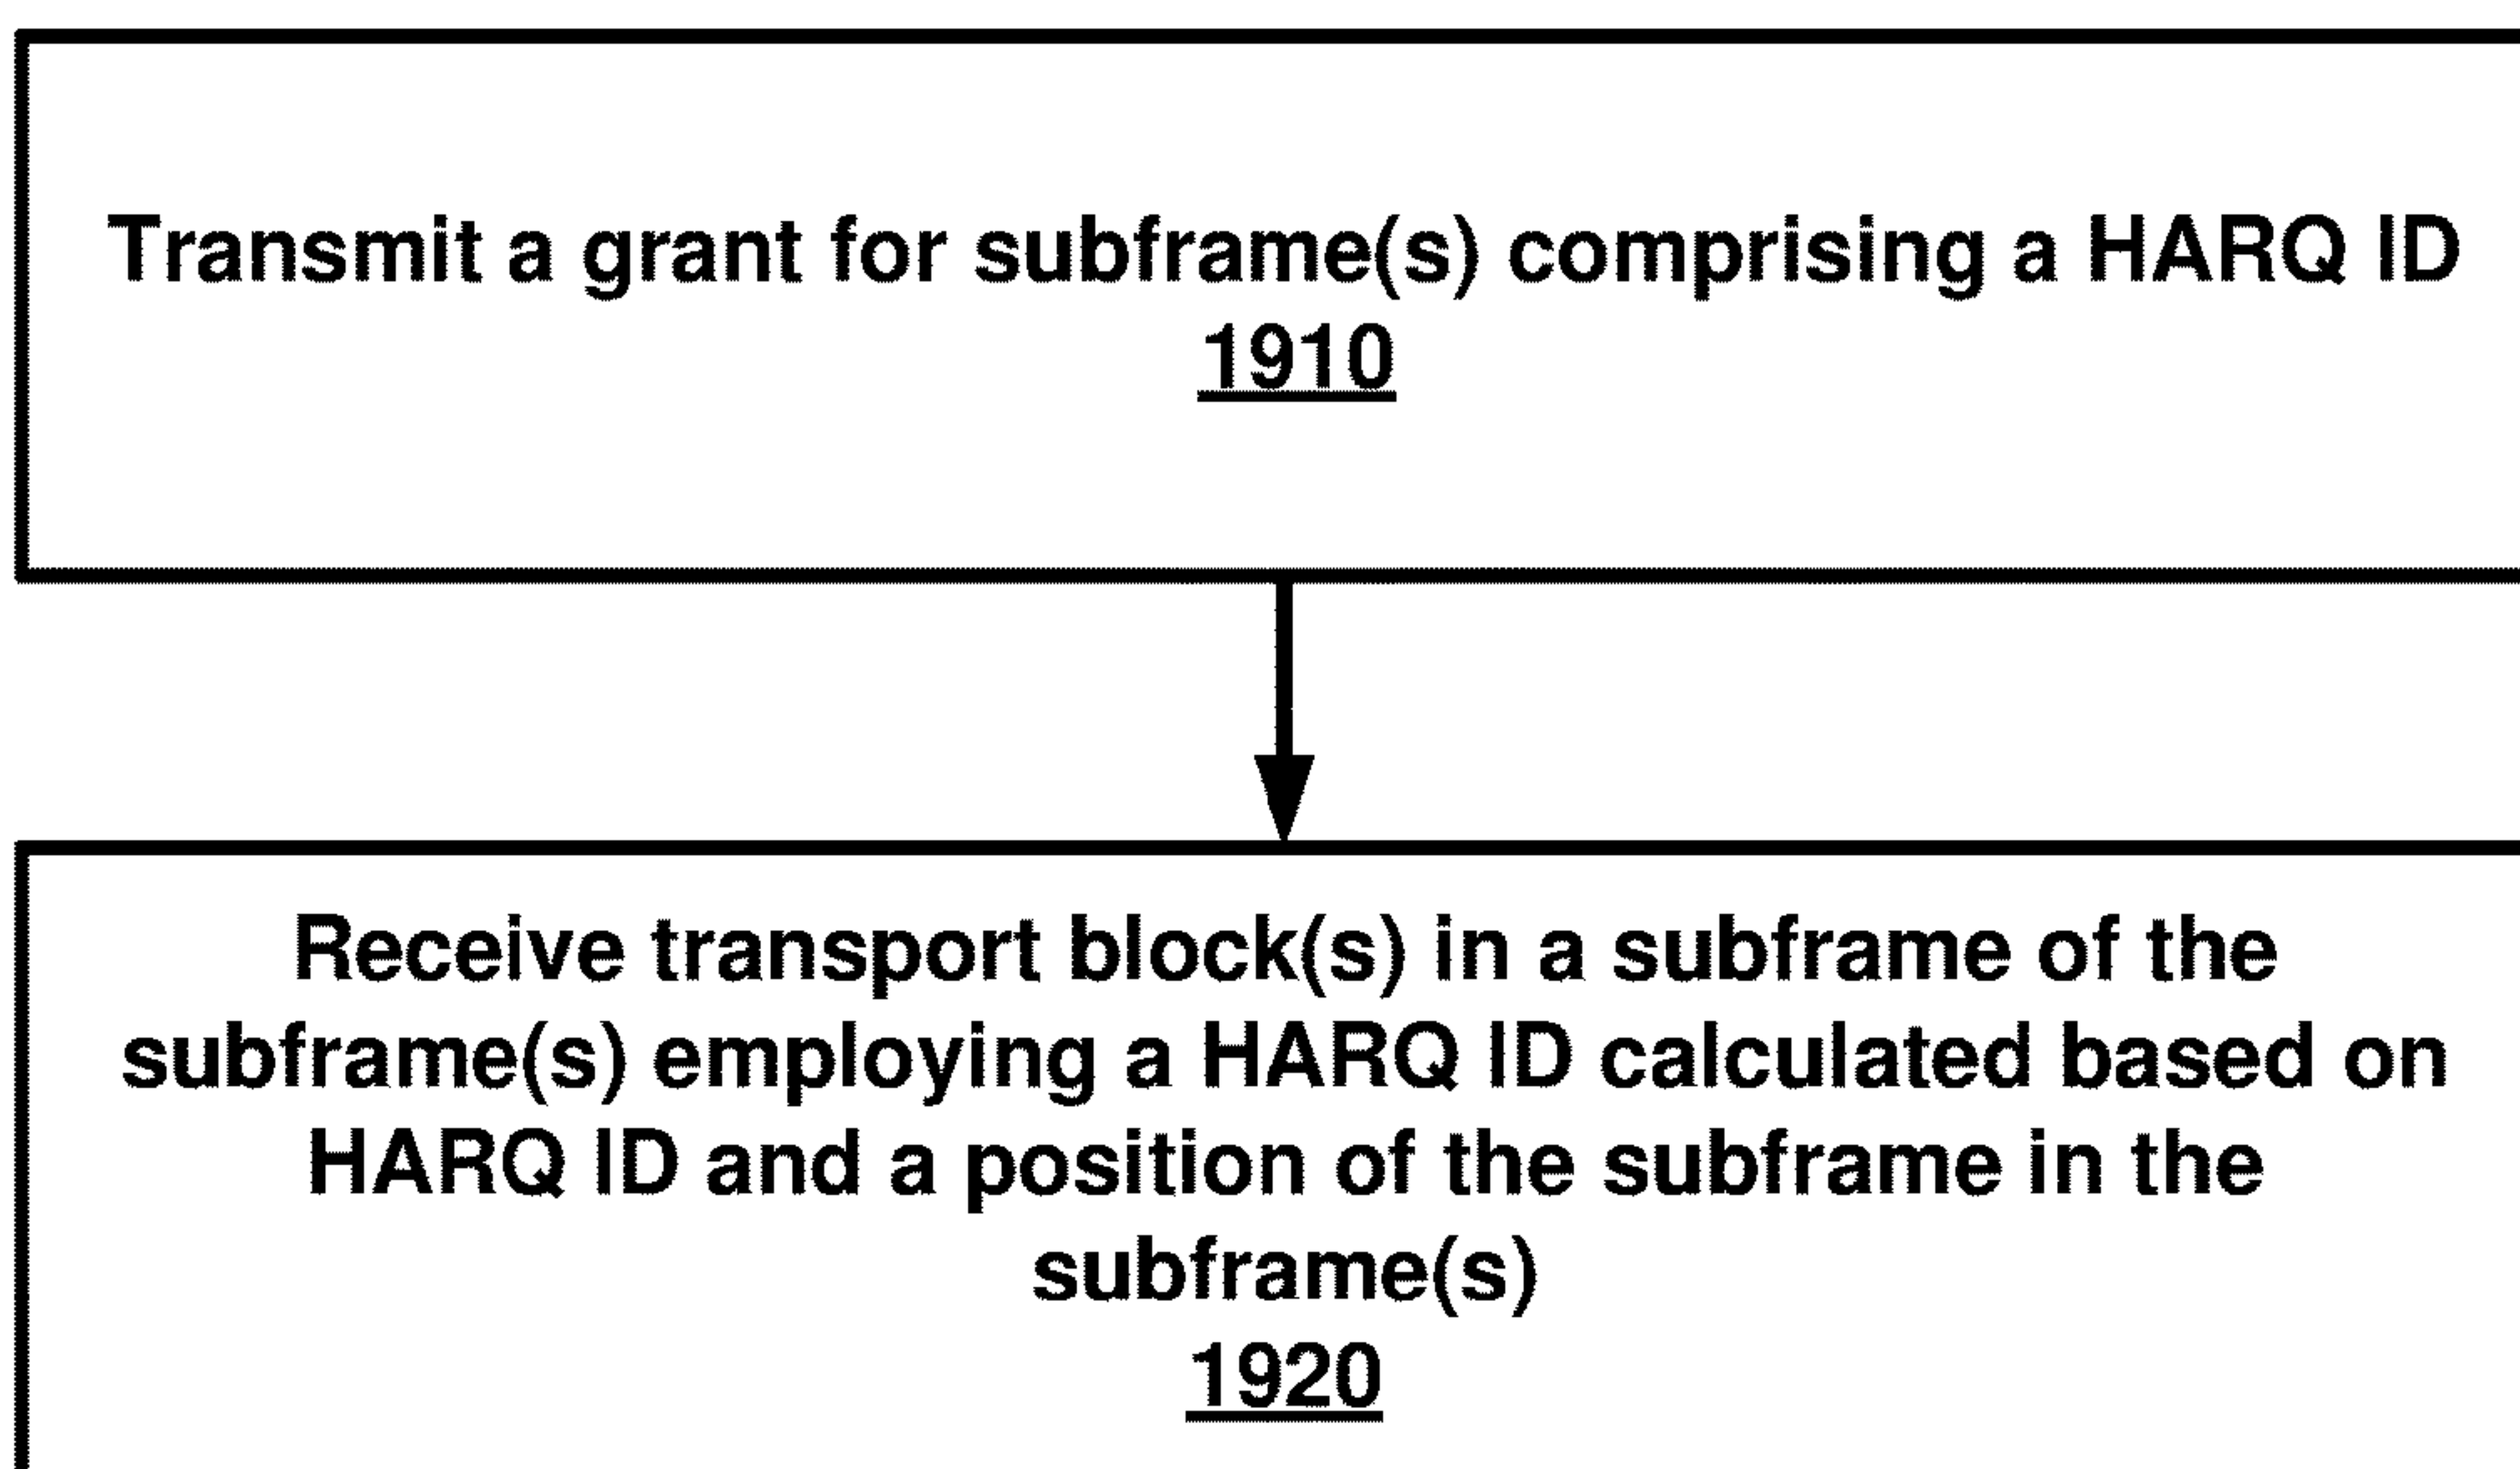 Transmit a grant for subframe(s) comprising a HARQ ID
1910
Receive transport block(s) in a subframe of the
subframe(s) employing a HARQ ID calculated based on
HARQ ID and a position of the subframe in the
subframe(s)
1920